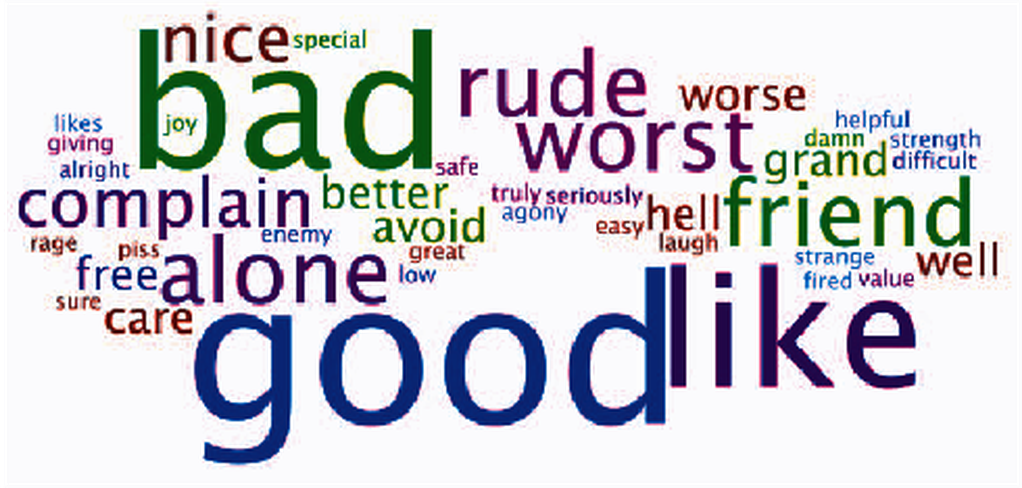 nice special
bad
rude
worse
likes
joy
worst
helpful
giving
damn strength
alright
safe
grand difficult
complain
better
truly seriously
friend
agony
hell
avoid
easy
rage
piss
enemy
great
laugh
strange
well
free
alone
low
fired value
sure
care
good
like